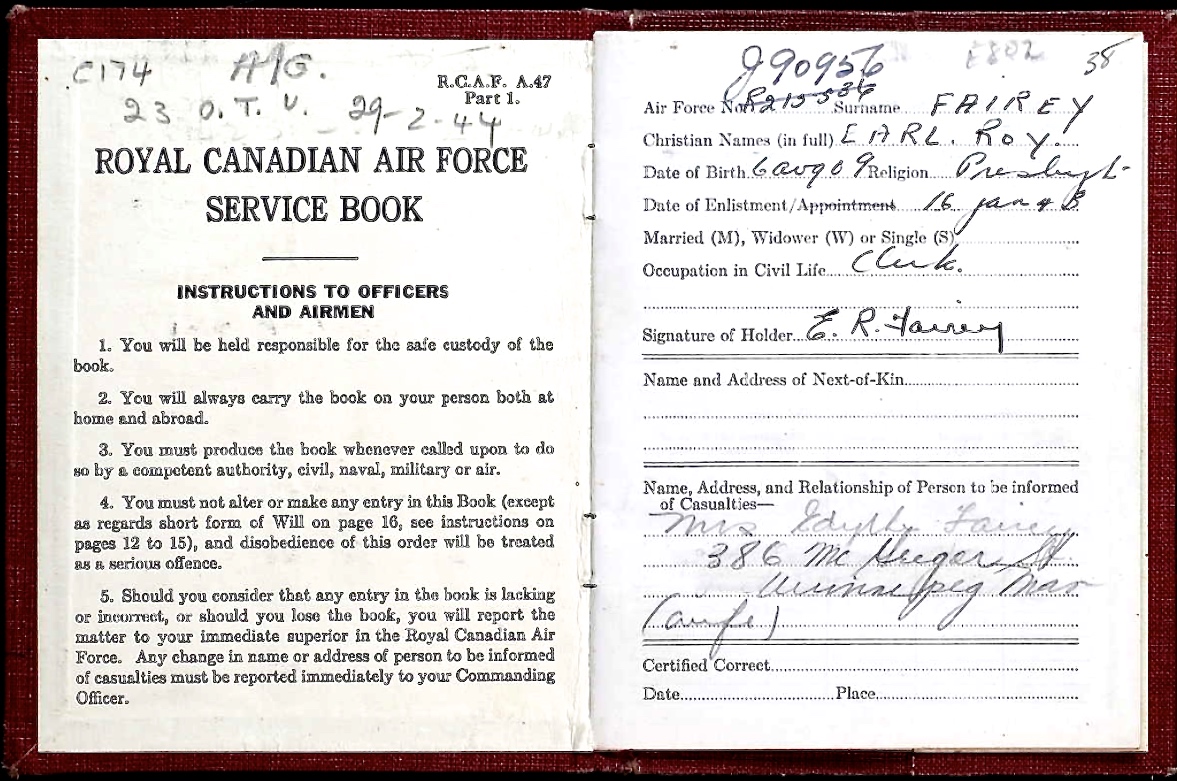 C174 A/G.
23 O.T.U. 29-2-44
R.C.A.F. A.47
Part 1.
ROYAL CANADIAN AIR FORCE
SERVICE BOOK
INSTRUCTIONS TO OFFICERS
AND AIRMEN
1. You will be held responsible for the safe custody of the
book.
2. You will always carry the book on your person both at
home and abroad.
3. You must produce the book whenever called upon to do
so by a competent authority, civil, naval, military or air.
4. You must not alter or make any entry in this Book (except
as regards short form of Will on page 16, see instructions on
pages 12 to 15), and disobedience of this order will be treated
as a serious offence.
5. Should you consider that any entry in the book is lacking
or incorrect, or should you lose the book, you will report the
matter to your immediate superior in the Royal Canadian Air
Force. Any change in name or address of person to be informed
of casualties must be reported immediately to your Commanding
Officer.
J90956 38
Air Force No. R215536 Surname FAIREY
Christian Names (in full) EARL. ROY.
Date of Birth 6 aug 09 Religion Presbyt-
Date of Enlistment/Appointment 16 Jan 43
Married (M), Widower (W) or Single (S)
Occupation in Civil Life Clerk.
Signature of Holder E. R. Fairey
Name and Address of Next-of-Kin
Name, Address, and Relationship of Person to be informed
of Casualties—
Mrs. Fairey
386 St
Winnipeg Man
(Wife)
Certified Correct
Date Place